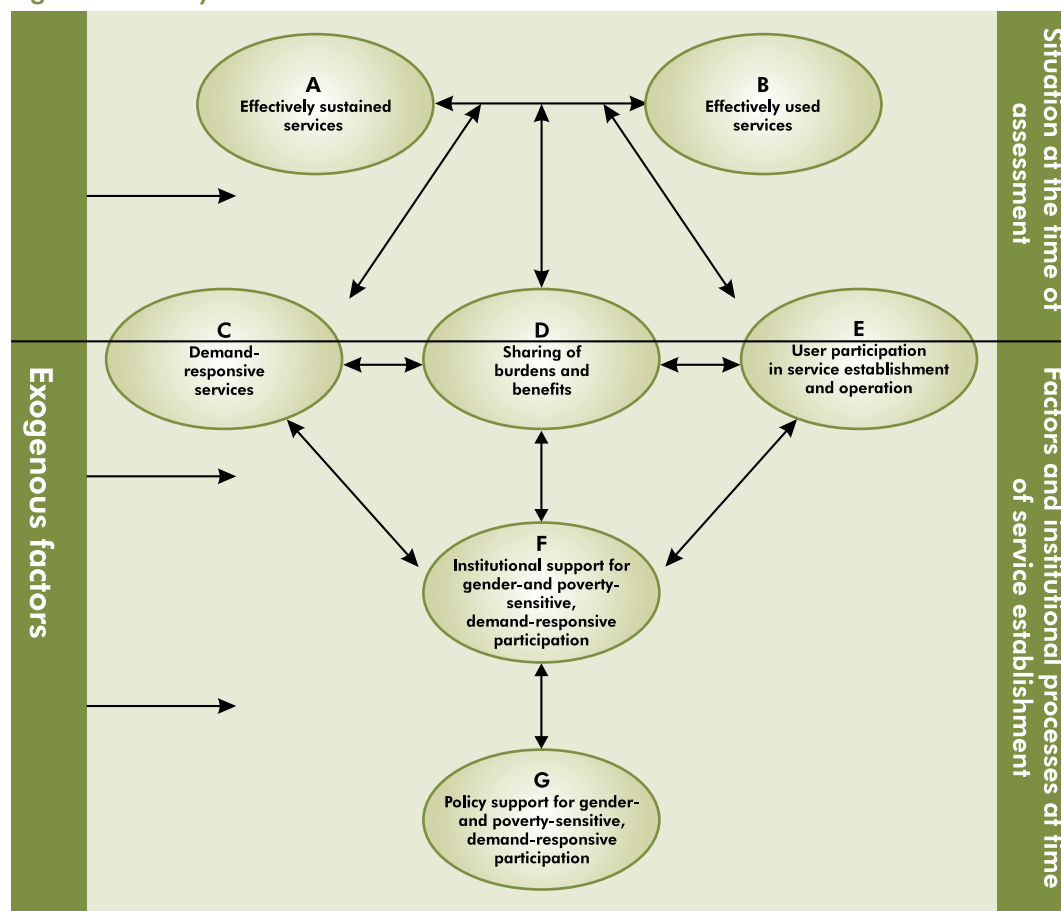 A
Effectively sustained
services
B
Effectively used
services
Situation at the time of
assessment
C
Demand-
responsive
services
D
Sharing of
burdens and
benefits
E
User participation
in service establishment
and operation
Exogenous factors
Factors and institutional processes at time
of service establishment
F
Institutional support for
gender-and poverty-
sensitive,
demand-responsive
participation
G
Policy support for gender-
and poverty-sensitive,
demand-responsive
participation